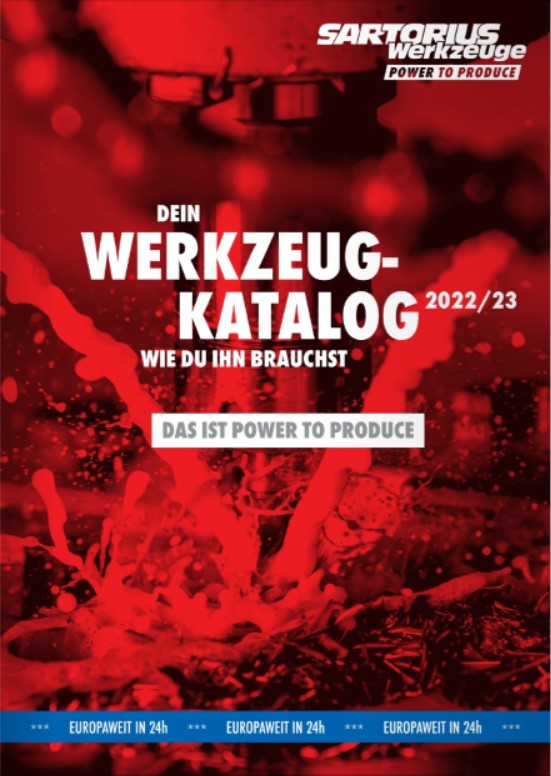 SARTORIUS
Werkzeuge
POWER TO PRODUCE
DEIN
WERKZEUG-
KATALOG 2022/23
WIE DU IHN BRAUCHST
DAS IST POWER TO PRODUCE
*** EUROPAWEIT IN 24h *** EUROPAWEIT IN 24h *** EUROPAWEIT IN 24h ***